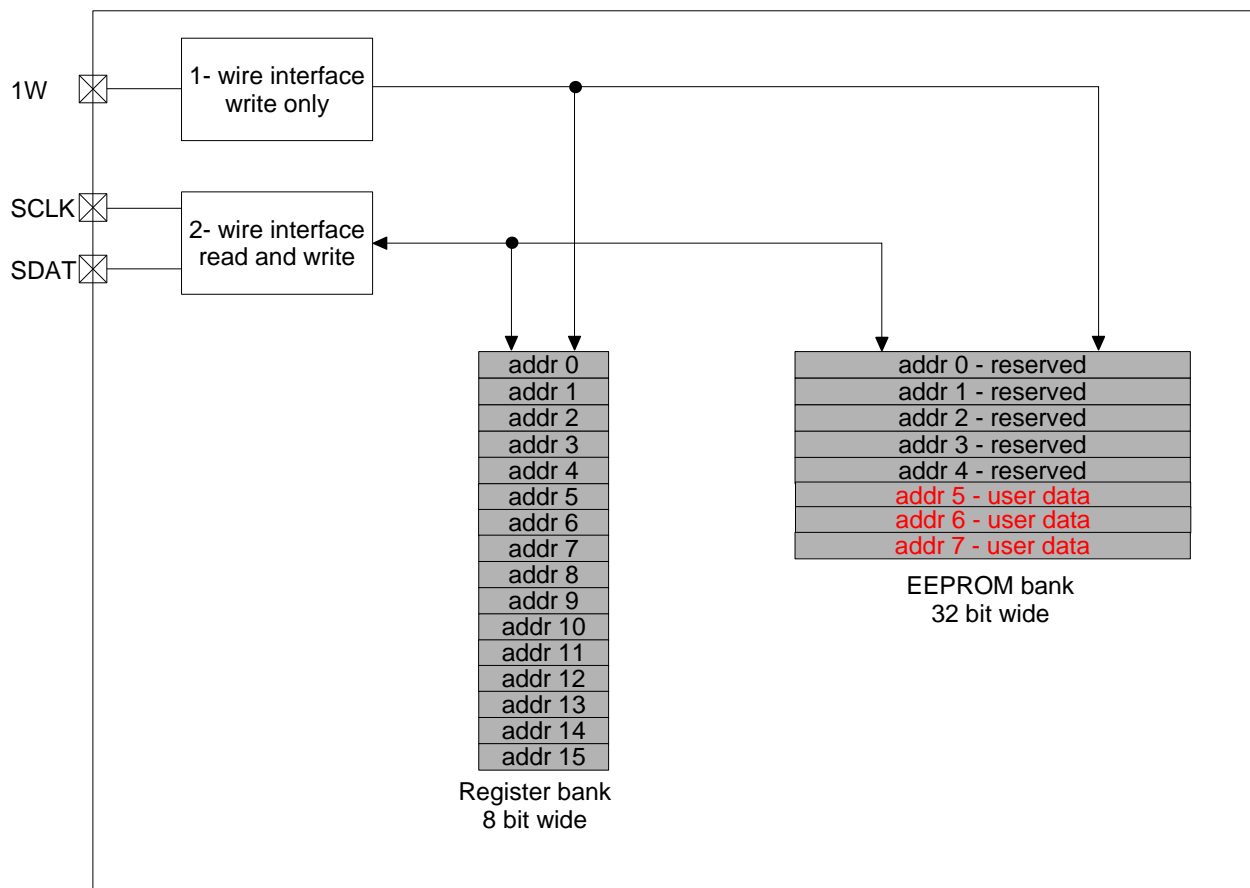 1W
1- wire interface
write only
SCLK
SDAT
2- wire interface
read and write
addr 0
addr 1
addr 2
addr 3
addr 4
addr 5
addr 6
addr 7
addr 8
addr 9
addr 10
addr 11
addr 12
addr 13
addr 14
addr 15
Register bank
8 bit wide
addr 0 - reserved
addr 1 - reserved
addr 2 - reserved
addr 3 - reserved
addr 4 - reserved
addr 5 - user data
addr 6 - user data
addr 7 - user data
EEPROM bank
32 bit wide